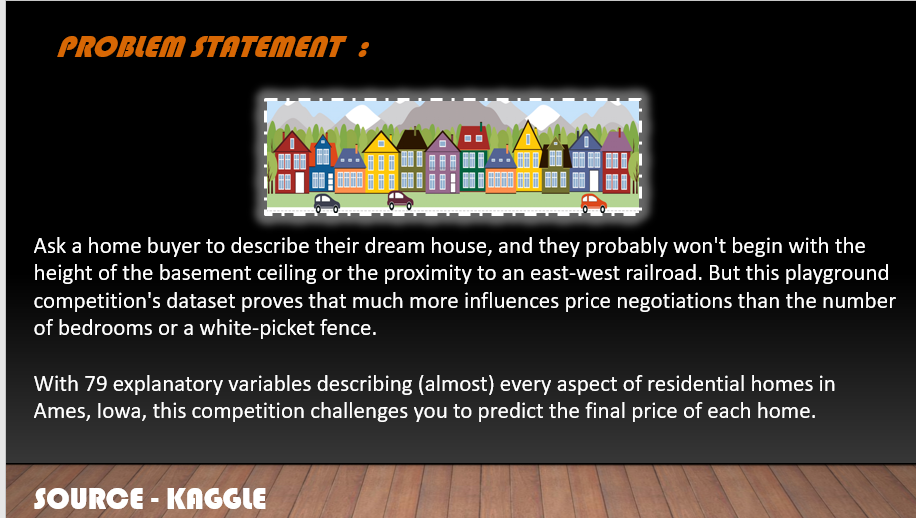 PROBLEM STATEMENT :
Ask a home buyer to describe their dream house, and they probably won't begin with the
height of the basement ceiling or the proximity to an east-west railroad. But this playground
competition's dataset proves that much more influences price negotiations than the number
of bedrooms or a white-picket fence.
With 79 explanatory variables describing (almost) every aspect of residential homes in
Ames, Iowa, this competition challenges you to predict the final price of each home.
SOURCE - KAGGLE